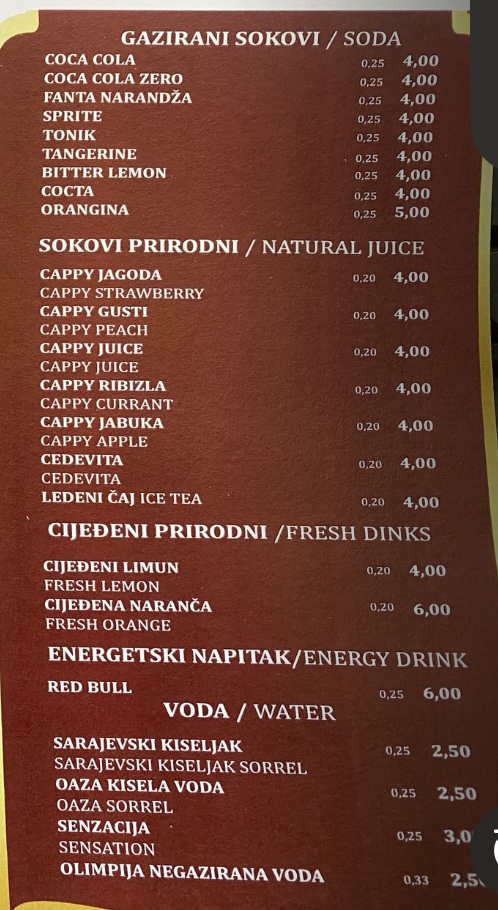 GAZIRANI SOKOVI / SODA
COCA COLA 0,25 4,00
COCA COLA ZERO 0,25 4,00
FANTA NARANDŽA 0,25 4,00
SPRITE 0,25 4,00
TONIK 0,25 4,00
TANGERINE 0,25 4,00
BITTER LEMON 0,25 4,00
COCTA 0,25 4,00
ORANGINA 0,25 5,00
SOKOVI PRIRODNI / NATURAL JUICE
CAPPY JAGODA 0,20 4,00
CAPPY STRAWBERRY
CAPPY GUSTI 0,20 4,00
CAPPY PEACH
CAPPY JUICE 0,20 4,00
CAPPY JUICE
CAPPY RIBIZLA 0,20 4,00
CAPPY CURRANT
CAPPY JABUKA 0,20 4,00
CAPPY APPLE
CEDEVITA 0,20 4,00
CEDEVITA
LEDENI ČAJ ICE TEA 0,20 4,00
CIJEĐENI PRIRODNI /FRESH DINKS
CIJEĐENI LIMUN 0,20 4,00
FRESH LEMON
CIJEĐENA NARANČA 0,20 6,00
FRESH ORANGE
ENERGETSKI NAPITAK/ENERGY DRINK
RED BULL 0,25 6,00
VODA / WATER
SARAJEVSKI KISELJAK 0,25 2,50
SARAJEVSKI KISELJAK SORREL
OAZA KISELA VODA 0,25 2,50
OAZA SORREL
SENZACIJA 0,25
SENSATION
OLIMPIJA NEGAZIRANA VODA 0,33